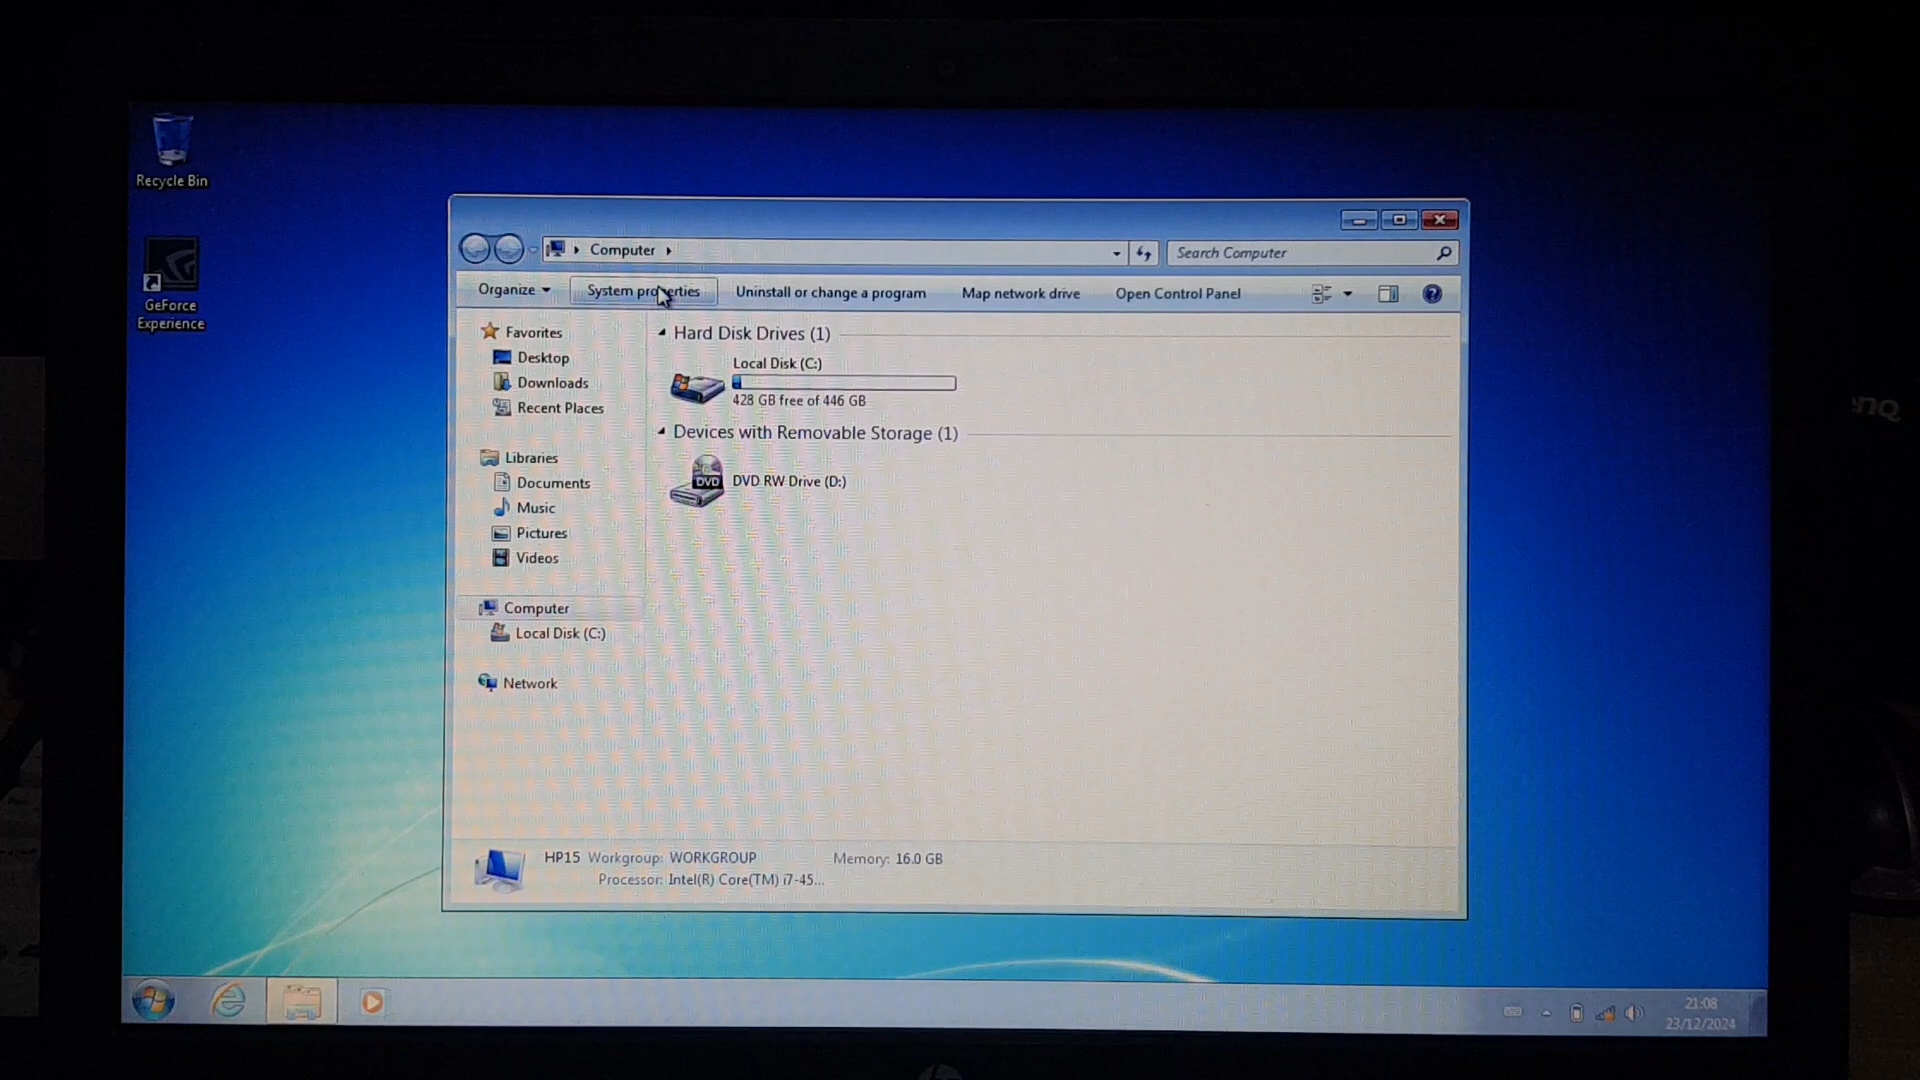 Recycle Bin
GeForce
Experience
Computer
Search Computer
Organize
System properties
Uninstall or change a program
Map network drive
Open Control Panel
Favorites
Desktop
Downloads
Recent Places
Libraries
Documents
Music
Pictures
Videos
Computer
Local Disk (C:)
Network
Hard Disk Drives (1)
Local Disk (C:)
428 GB free of 446 GB
Devices with Removable Storage (1)
DVD
DVD RW Drive (D:)
HP15 Workgroup: WORKGROUP
Memory: 16.0 GB
Processor: Intel(R) Core(TM) i7-45...
21:08
23/12/2024
enq